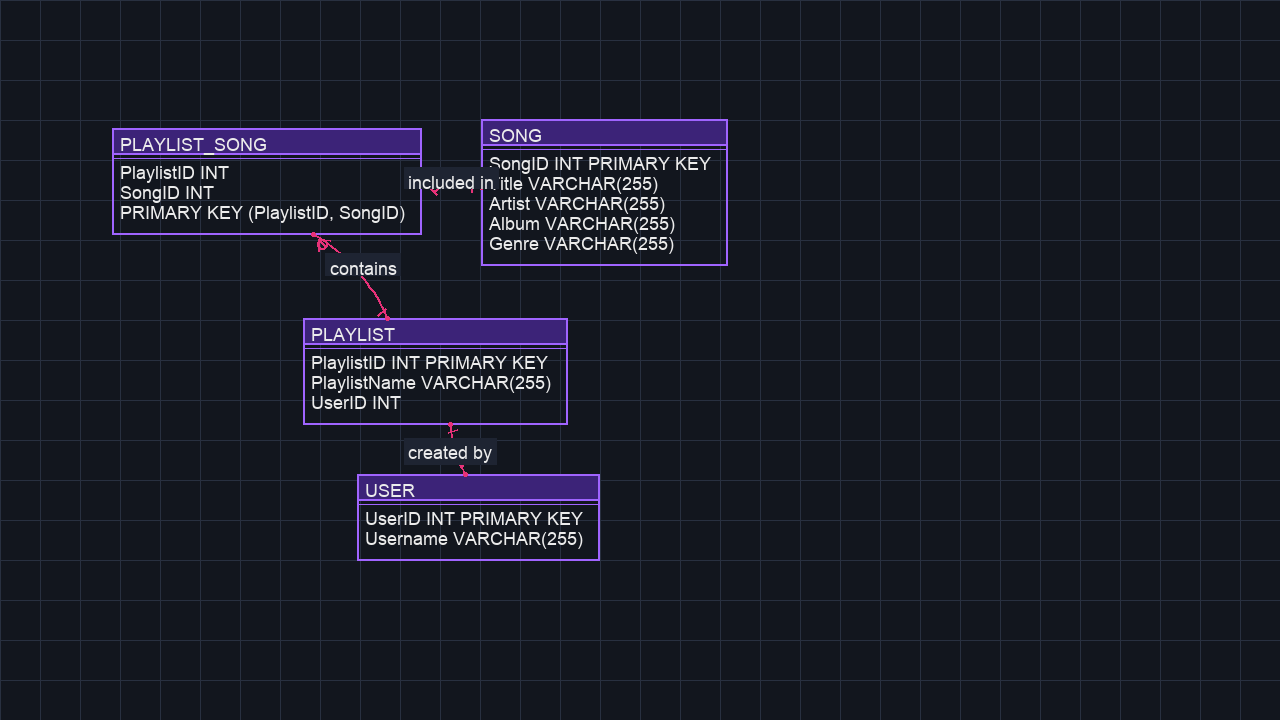 PLAYLIST_SONG
PlaylistID INT
SongID INT
PRIMARY KEY (PlaylistID, SongID)
SONG
SongID INT PRIMARY KEY
Title VARCHAR(255)
Artist VARCHAR(255)
Album VARCHAR(255)
Genre VARCHAR(255)
included in
contains
PLAYLIST
PlaylistID INT PRIMARY KEY
PlaylistName VARCHAR(255)
UserID INT
created by
USER
UserID INT PRIMARY KEY
Username VARCHAR(255)